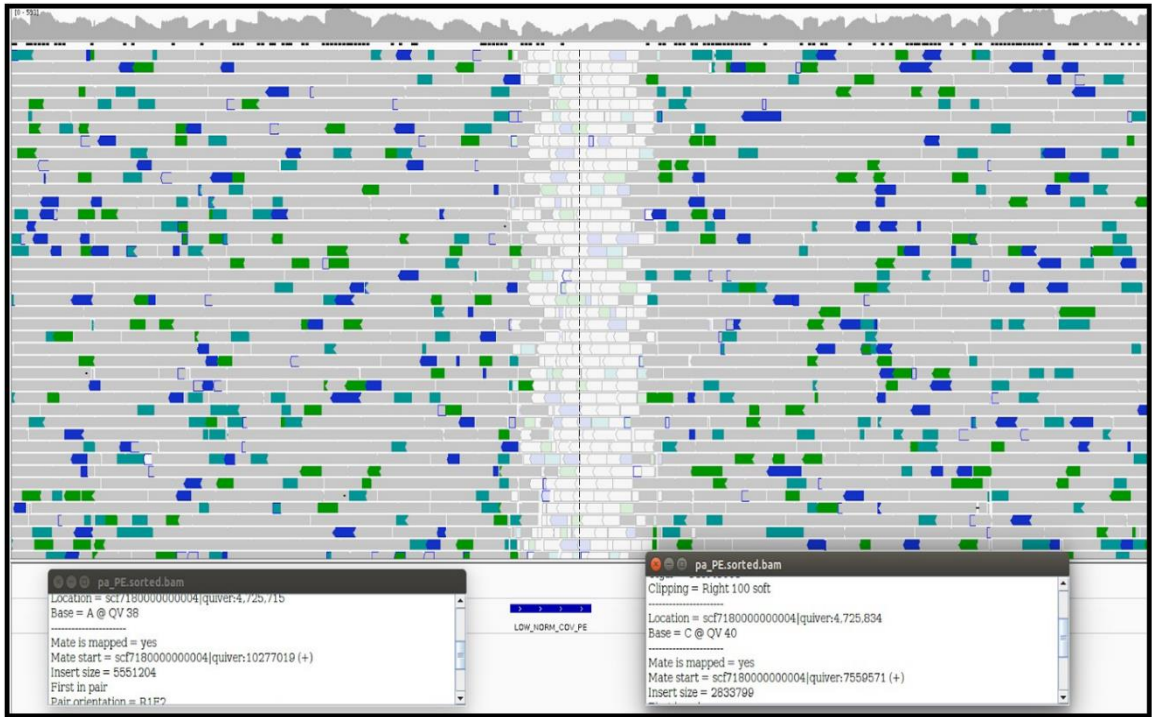 pa_PE.sorted.bam
Location = scf7180000000004|quiver:4,725,715
Base = A @ QV 38
----------------------
Mate is mapped = yes
Mate start = scf7180000000004|quiver:10277019 (+)
Insert size = 5551204
First in pair
Pair orientation = R1F2
LOW_NORM_COV_PE
pa_PE.sorted.bam
Clipping = Right 100 soft
----------------------
Location = scf7180000000004|quiver:4,725,834
Base = C @ QV 40
----------------------
Mate is mapped = yes
Mate start = scf7180000000004|quiver:7559571 (+)
Insert size = 2833799